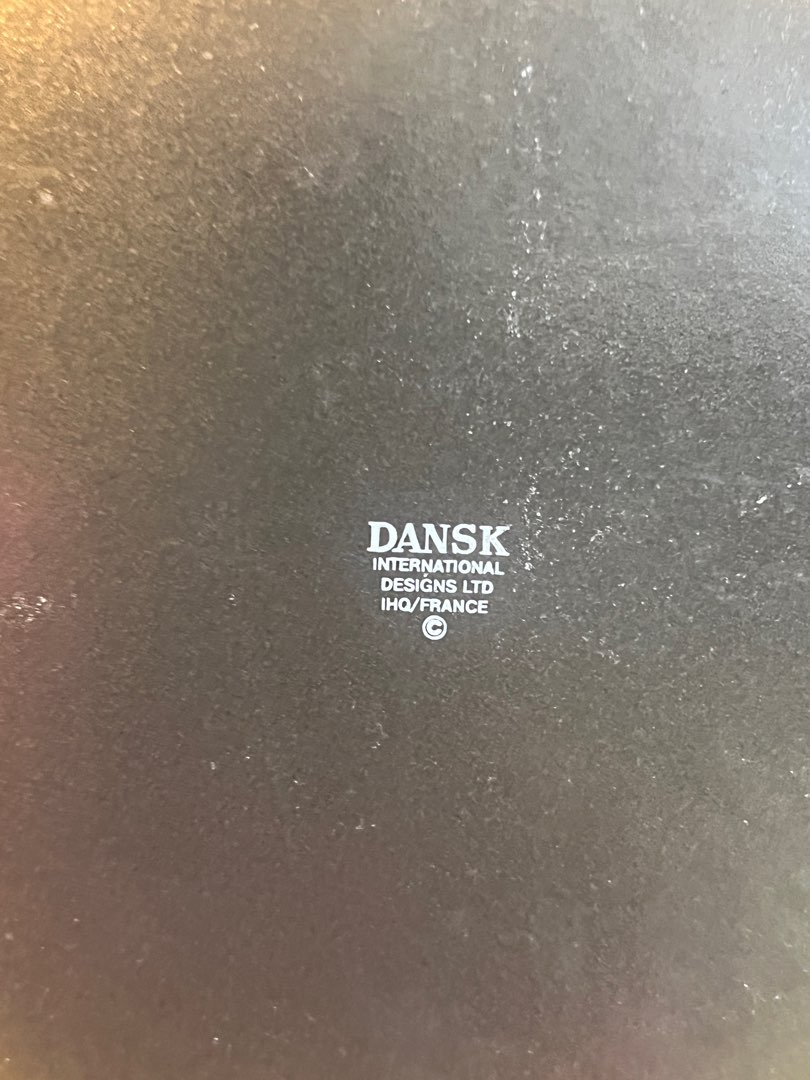 DANSK
INTERNATIONAL
DESIGNS LTD
IHQ/FRANCE
©